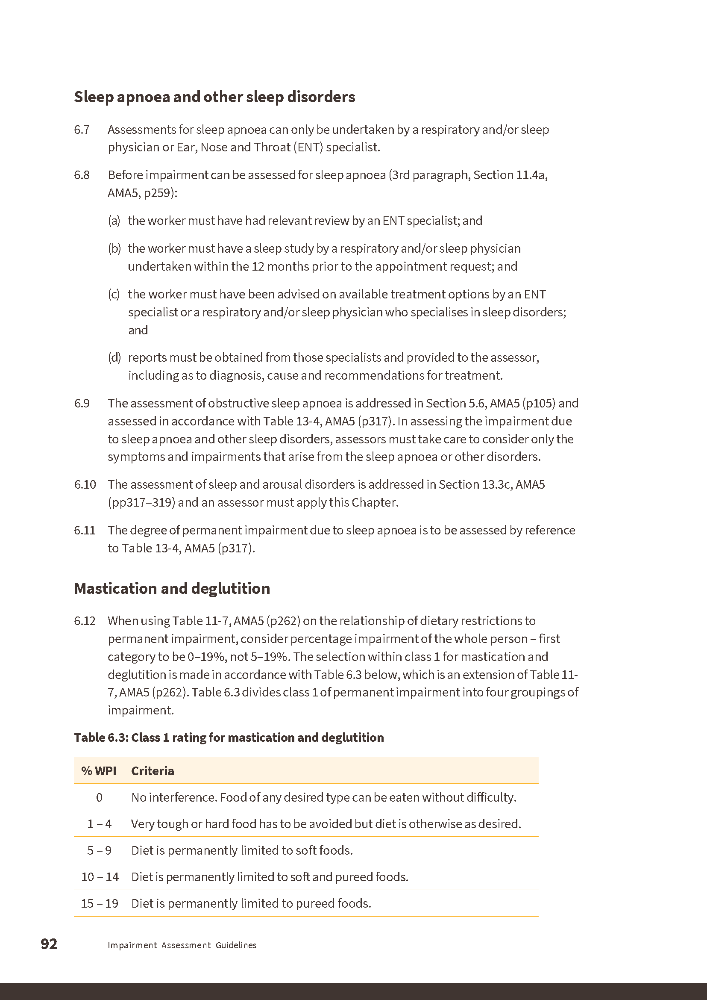 Sleep apnoea and other sleep disorders
6.7 Assessments for sleep apnoea can only be undertaken by a respiratory and/or sleep
physician or Ear, Nose and Throat (ENT) specialist.
6.8 Before impairment can be assessed for sleep apnoea (3rd paragraph, Section 11.4a,
AMA5, p259):
(a) the worker must have had relevant review by an ENT specialist; and
(b) the worker must have a sleep study by a respiratory and/or sleep physician
undertaken within the 12 months prior to the appointment request; and
(c) the worker must have been advised on available treatment options by an ENT
specialist or a respiratory and/or sleep physician who specialises in sleep disorders;
and
(d) reports must be obtained from those specialists and provided to the assessor,
including as to diagnosis, cause and recommendations for treatment.
6.9 The assessment of obstructive sleep apnoea is addressed in Section 5.6, AMA5 (p105) and
assessed in accordance with Table 13-4, AMA5 (p317). In assessing the impairment due
to sleep apnoea and other sleep disorders, assessors must take care to consider only the
symptoms and impairments that arise from the sleep apnoea or other disorders.
6.10 The assessment of sleep and arousal disorders is addressed in Section 13.3c, AMA5
(pp317–319) and an assessor must apply this Chapter.
6.11 The degree of permanent impairment due to sleep apnoea is to be assessed by reference
to Table 13-4, AMA5 (p317).
Mastication and deglutition
6.12 When using Table 11-7, AMA5 (p262) on the relationship of dietary restrictions to
permanent impairment, consider percentage impairment of the whole person – first
category to be 0–19%, not 5–19%. The selection within class 1 for mastication and
deglutition is made in accordance with Table 6.3 below, which is an extension of Table 11-
7, AMA5 (p262). Table 6.3 divides class 1 of permanent impairment into four groupings of
impairment.
Table 6.3: Class 1 rating for mastication and deglutition
% WPI Criteria
0 No interference. Food of any desired type can be eaten without difficulty.
1 – 4 Very tough or hard food has to be avoided but diet is otherwise as desired.
5 – 9 Diet is permanently limited to soft foods.
10 – 14 Diet is permanently limited to soft and pureed foods.
15 – 19 Diet is permanently limited to pureed foods.
92 Impairment Assessment Guidelines